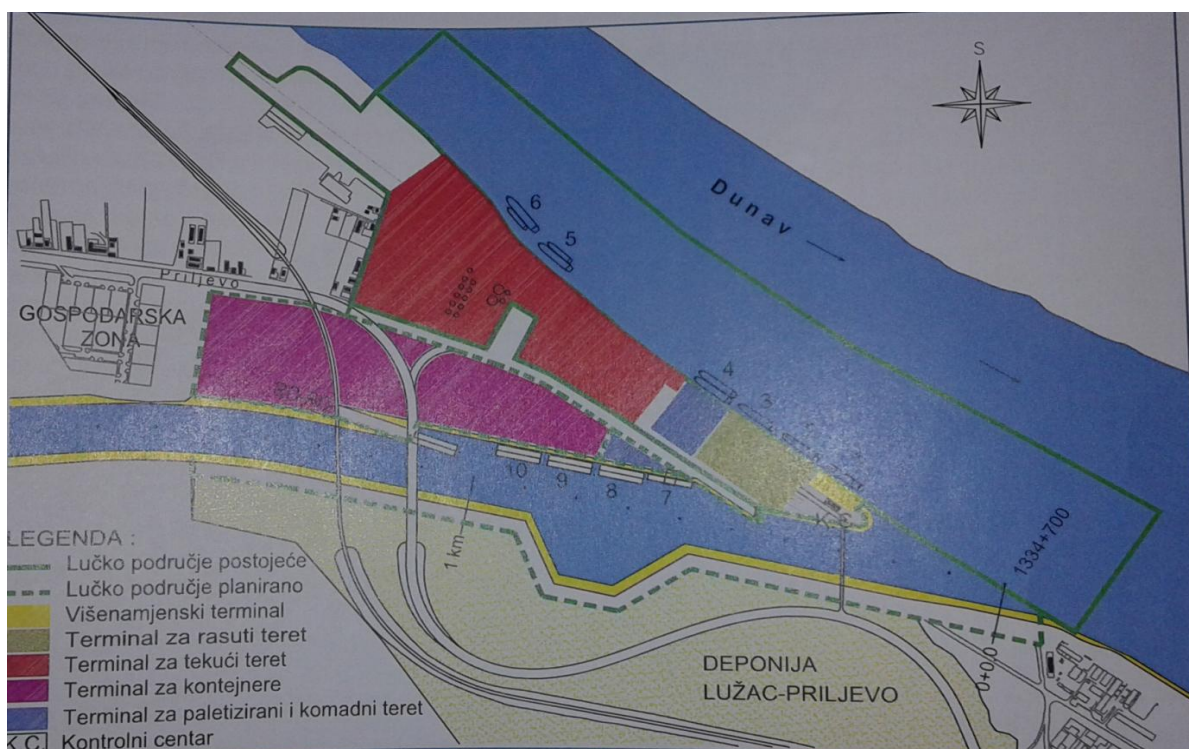 S
Dunav
6
5
4
3
Priljevo
GOSPODARSKA
ZONA
10
9
8
7
K.C.
1 km
1334+700
0+0,0
DEPONIJA
LUŽAC-PRILJEVO
LEGENDA :
Lučko područje postojeće
Lučko područje planirano
Višenamjenski terminal
Terminal za rasuti teret
Terminal za tekući teret
Terminal za kontejnere
Terminal za paletizirani i komadni teret
K.C. Kontrolni centar